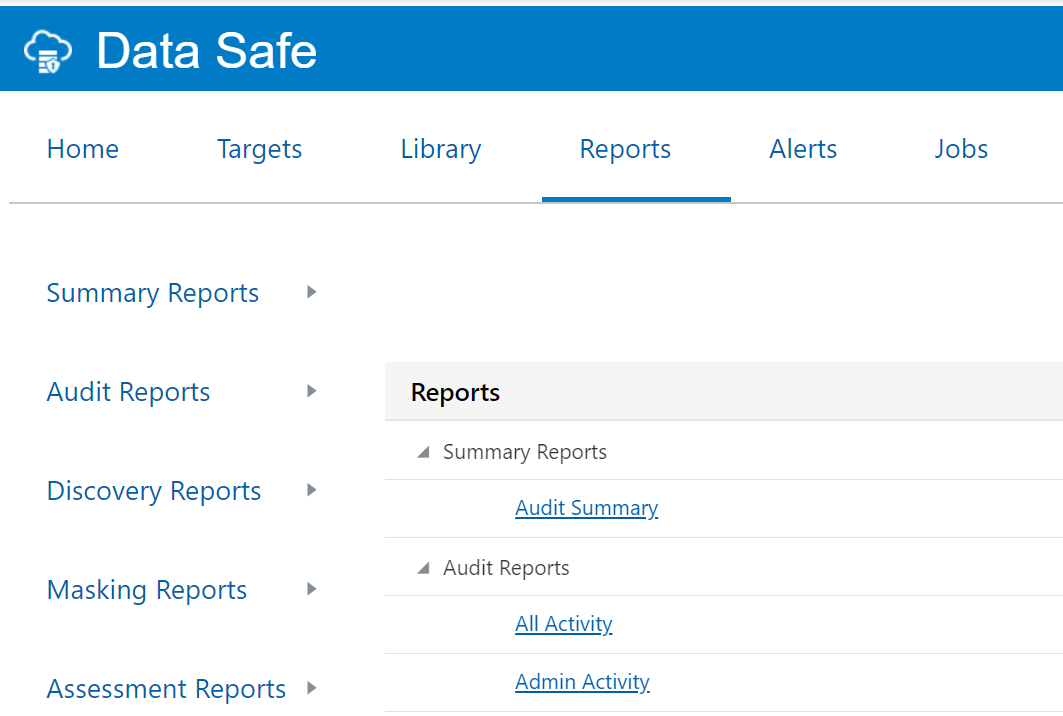 Data Safe
Home Targets Library Reports Alerts Jobs
Summary Reports
Audit Reports
Discovery Reports
Masking Reports
Assessment Reports
Reports
Summary Reports
Audit Summary
Audit Reports
All Activity
Admin Activity